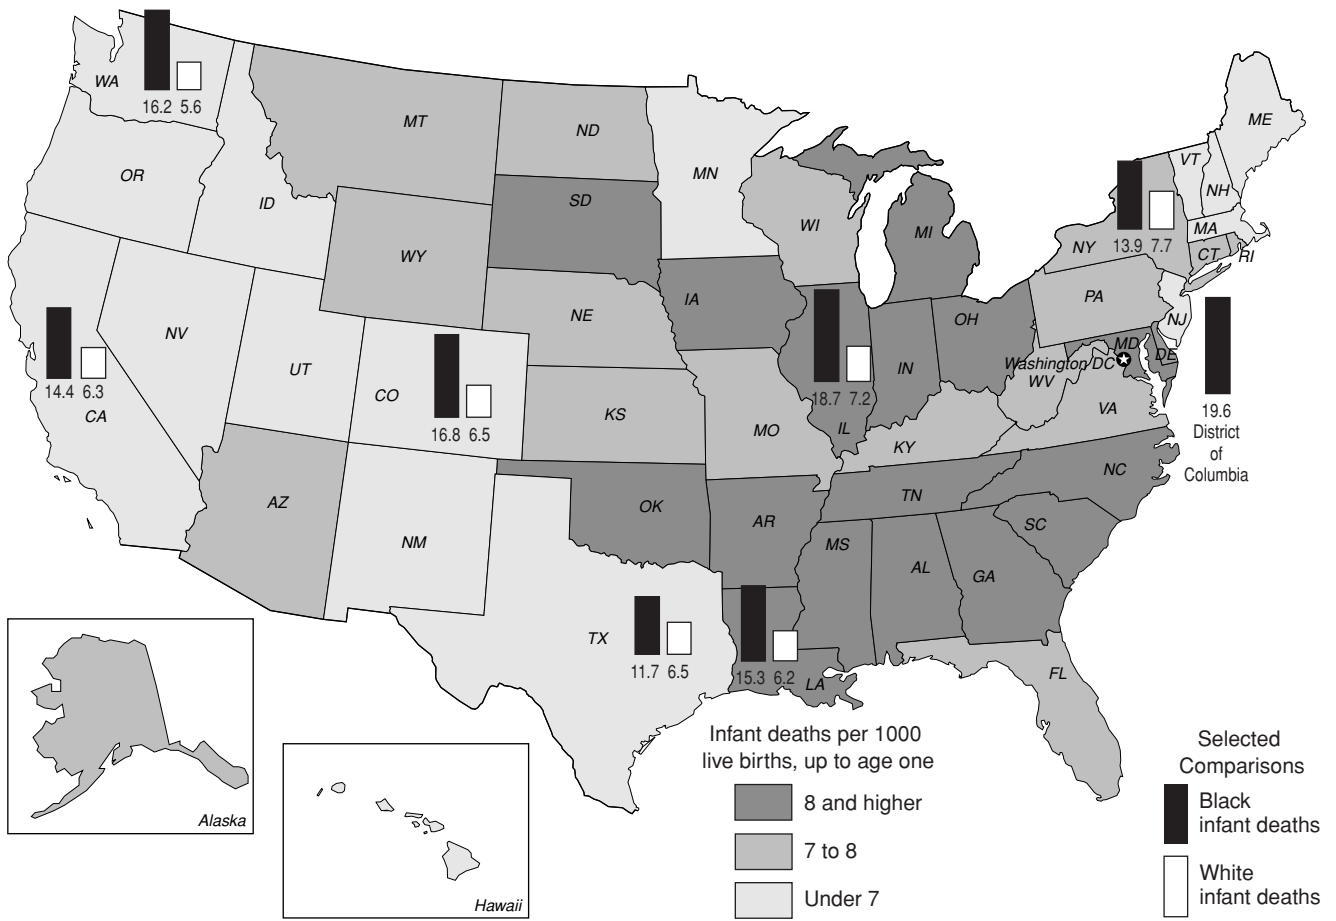 WA
16.2 5.6
MT
ND
MN
ME
OR
ID
SD
WI
MI
VT
NH
MA
NY
13.9 7.7
CT
RI
WY
IA
NE
PA
NJ
OH
NV
UT
CO
14.4 6.3
CA
16.8 6.5
KS
MO
18.7 7.2
IL
IN
MD
DE
Washington DC
WV
VA
KY
19.6
District
of
Columbia
AZ
NM
OK
AR
TN
NC
SC
MS
AL
GA
TX
11.7 6.5
15.3 6.2
LA
FL
Alaska
Hawaii
Infant deaths per 1000
live births, up to age one
8 and higher
7 to 8
Under 7
Selected
Comparisons
Black
infant deaths
White
infant deaths